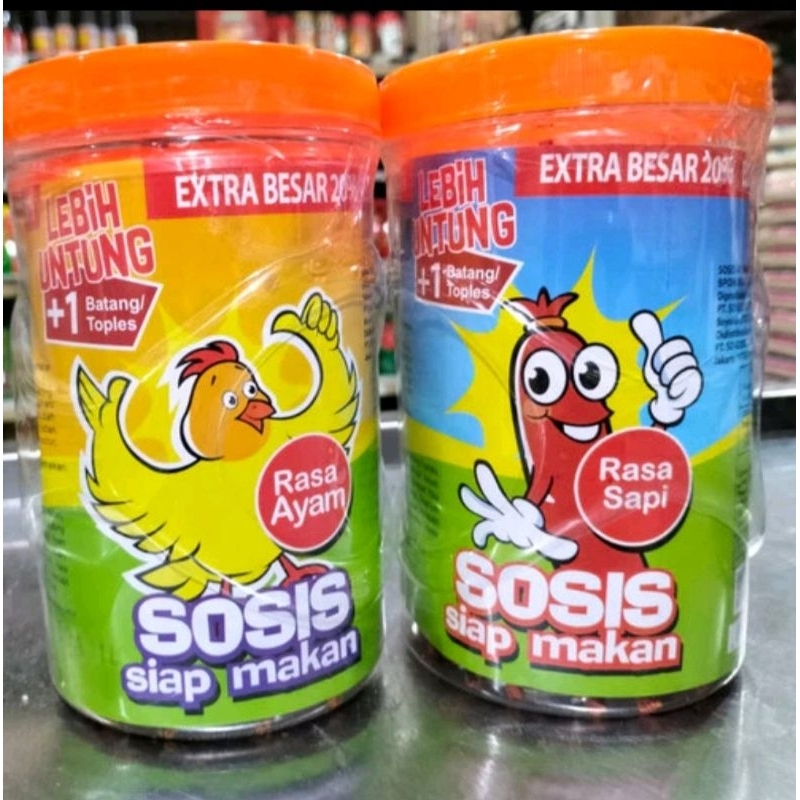 LEBIH
UNTUNG
+1 Batang/
Toples
EXTRA BESAR 20%
Rasa
Ayam
SOSIS
siap makan
LEBIH
UNTUNG
+1 Batang/
Toples
EXTRA BESAR 20%
Rasa
Sapi
SOSIS
siap makan